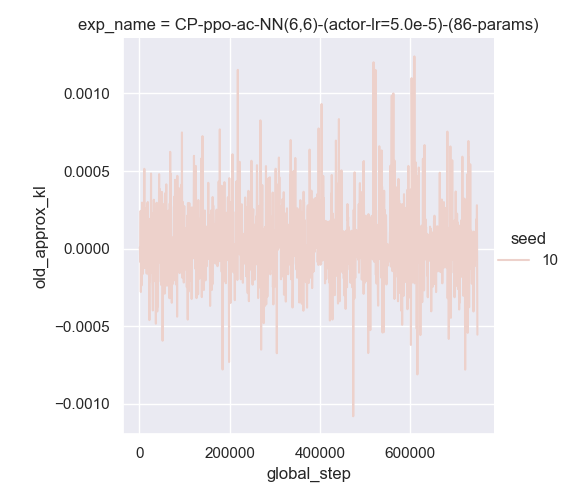 exp_name = CP-ppo-ac-NN(6,6)-(actor-lr=5.0e-5)-(86-params)
0.0010
0.0005
0.0000
−0.0005
−0.0010
old_approx_kl
0
200000
400000
600000
global_step
seed
10